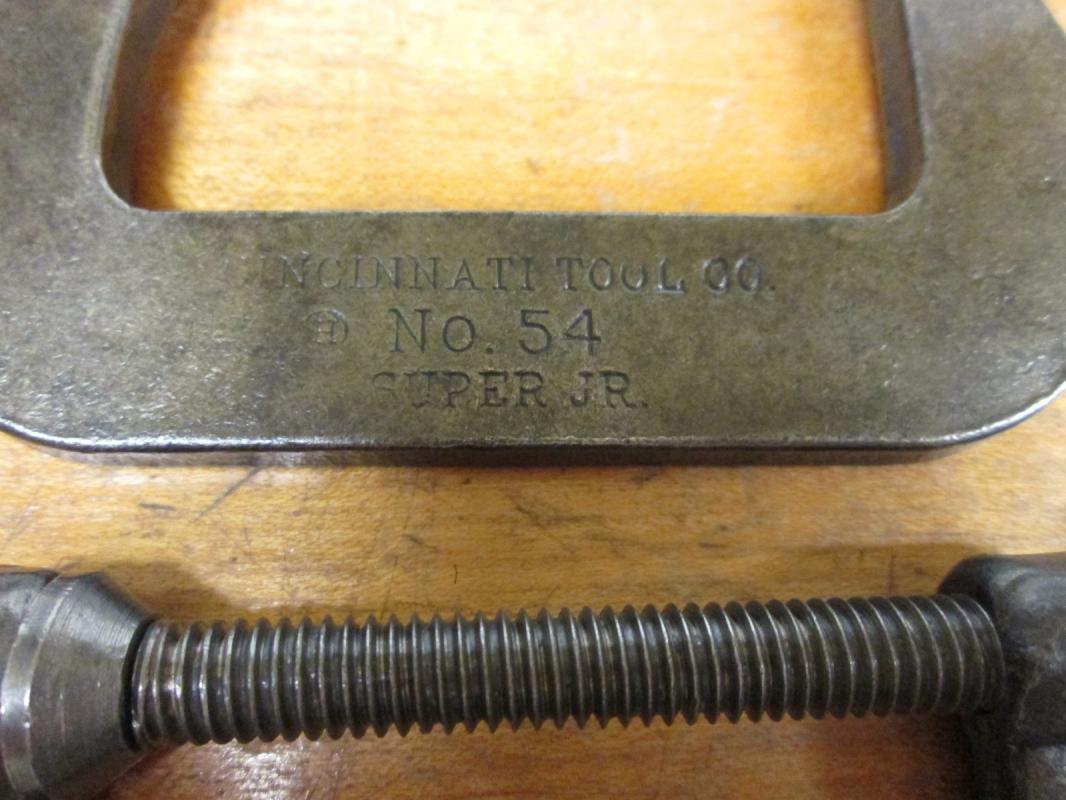 CINCINNATI TOOL CO.
Ⓗ No. 54
SUPER JR.